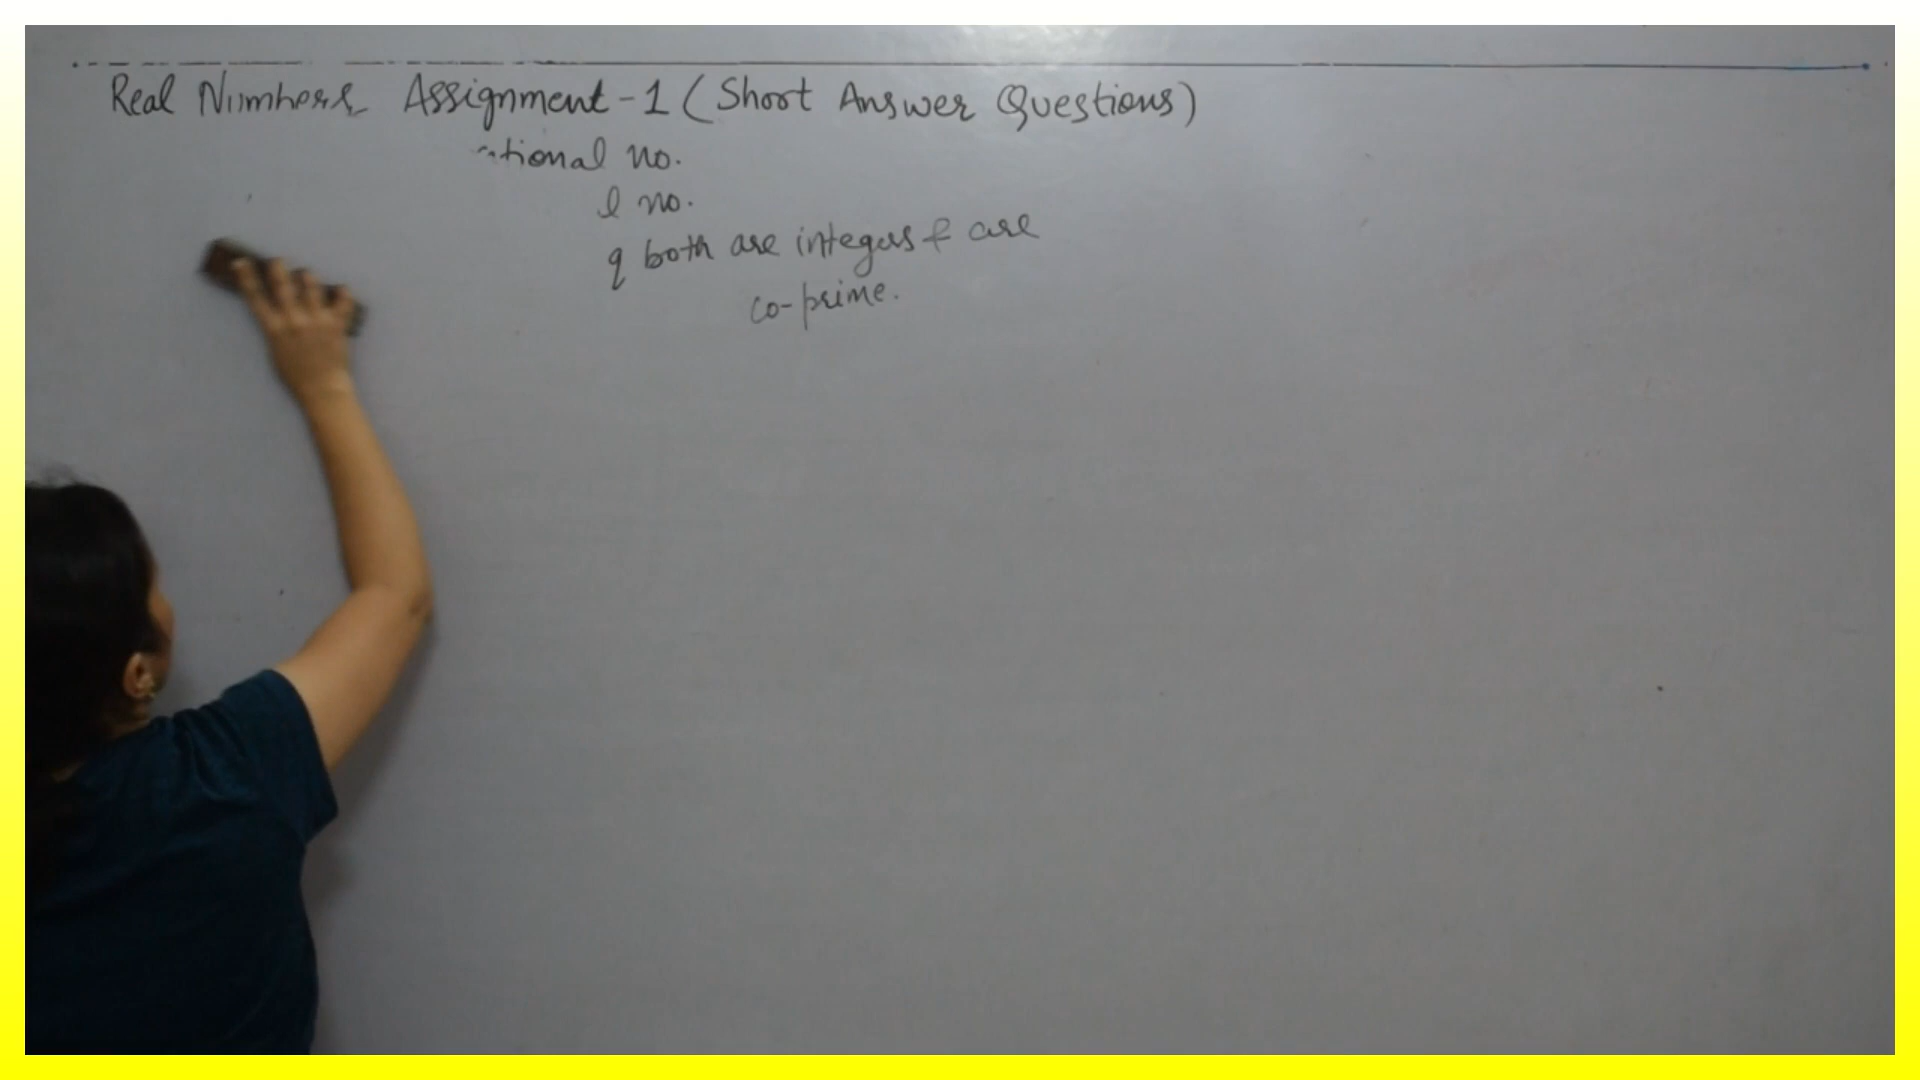 Real Numbers Assignment-1 (Short Answer Questions)
tional no.
l no.
q both are integers & are
co-prime.